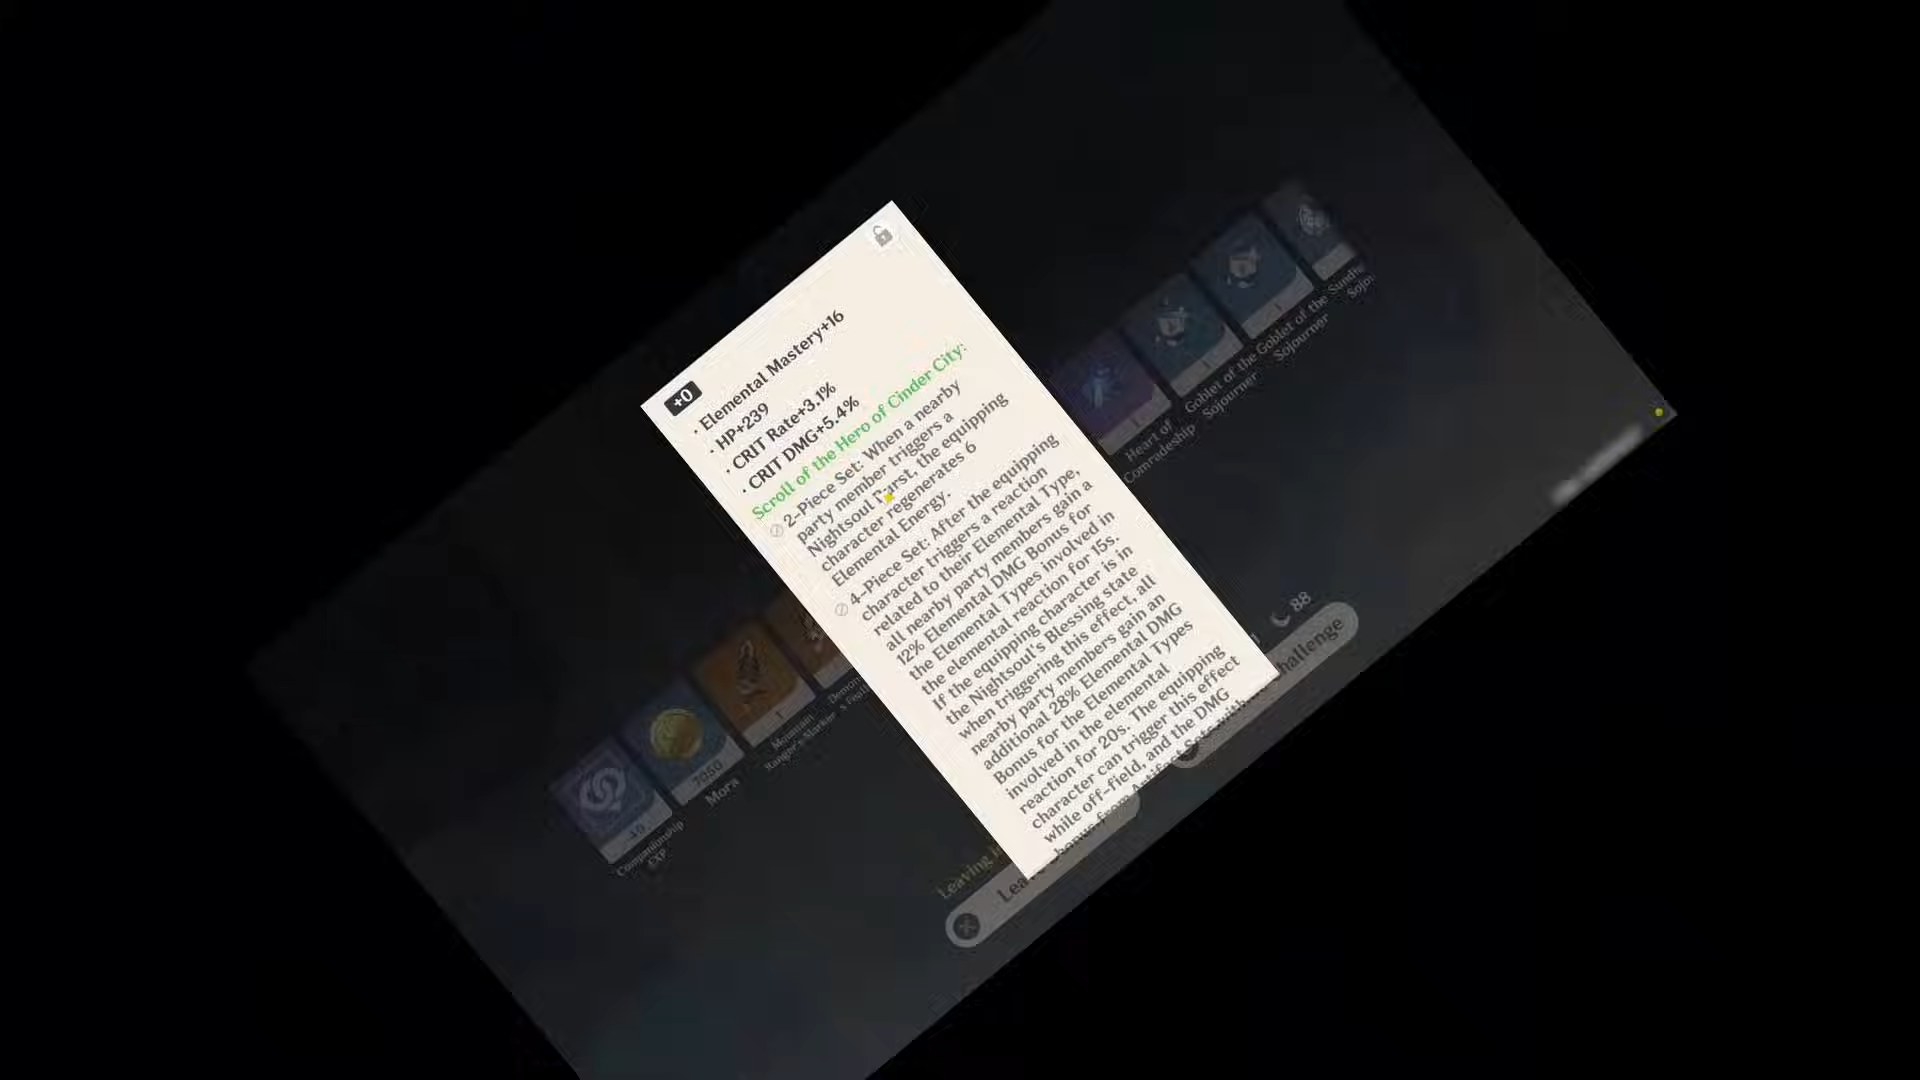 +0
· Elemental Mastery+16
· HP+239
· CRIT Rate+3.1%
· CRIT DMG+5.4%
Scroll of the Hero of Cinder City:
2-Piece Set: When a nearby
party member triggers a
Nightsoul Burst, the equipping
character regenerates 6
Elemental Energy.
4-Piece Set: After the equipping
character triggers a reaction
related to their Elemental Type,
all nearby party members gain a
12% Elemental DMG Bonus for
the Elemental Types involved in
the elemental reaction for 15s.
If the equipping character is in
the Nightsoul's Blessing state
when triggering this effect, all
nearby party members gain an
additional 28% Elemental DMG
Bonus for the Elemental Types
involved in the elemental
reaction for 20s. The equipping
character can trigger this effect
while off-field, and the DMG
bonus from Artifact Sets with
Companionship
EXP
7050
Mora
Heart of
Comradeship
Goblet of the
Sojourner
Goblet of the
Sojourner
88
Leaving